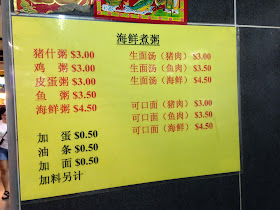 海鲜煮粥
猪什粥 $3.00
鸡 粥 $3.00
皮蛋粥 $3.00
鱼 粥 $3.50
海鲜粥 $4.50
加 蛋 $0.50
油 条 $0.50
加 面 $0.50
加料另计
生面汤（猪肉） $3.00
生面汤（鱼肉） $3.50
生面汤（海鲜） $4.50
可口面（猪肉） $3.00
可口面（鱼肉） $3.50
可口面（海鲜） $4.50